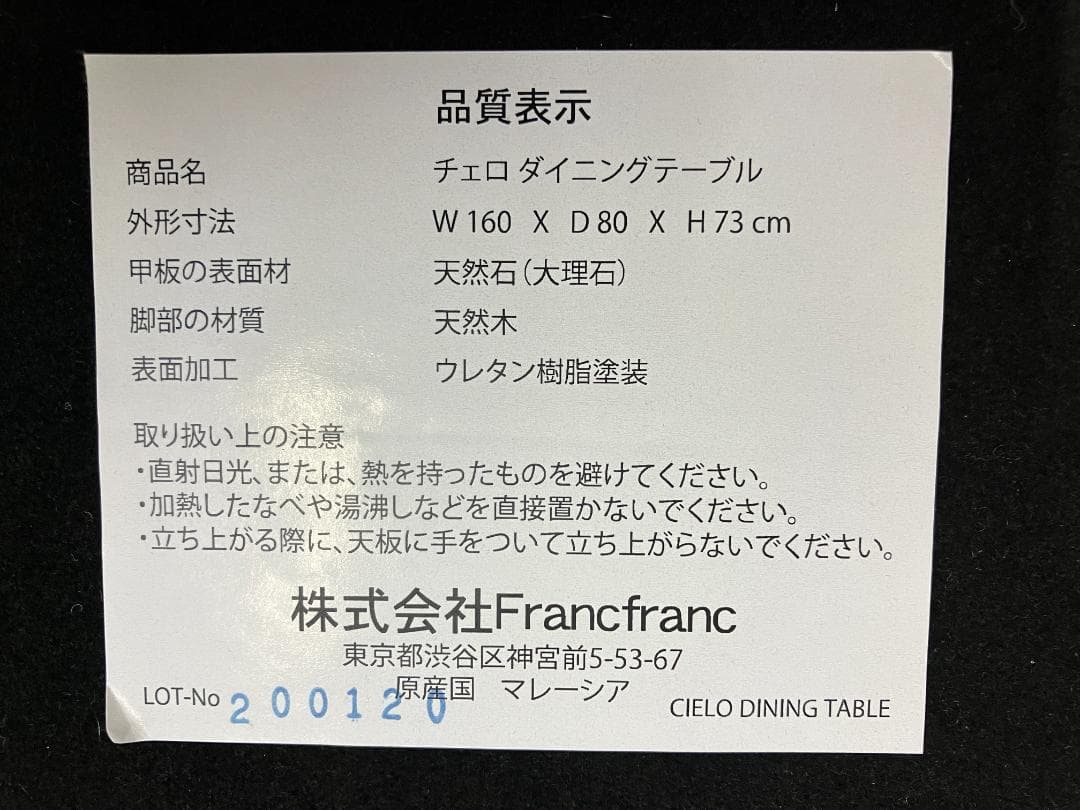 品質表示
商品名 チェロ ダイニングテーブル
外形寸法 W 160 X D 80 X H 73 cm
甲板の表面材 天然石（大理石）
脚部の材質 天然木
表面加工 ウレタン樹脂塗装
取り扱い上の注意
・直射日光、または、熱を持ったものを避けてください。
・加熱したなべや湯沸しなどを直接置かないでください。
・立ち上がる際に、天板に手をついて立ち上がらないでください。
株式会社Francfranc
東京都渋谷区神宮前5-53-67
原産国 マレーシア
LOT-No 200120 CIELO DINING TABLE